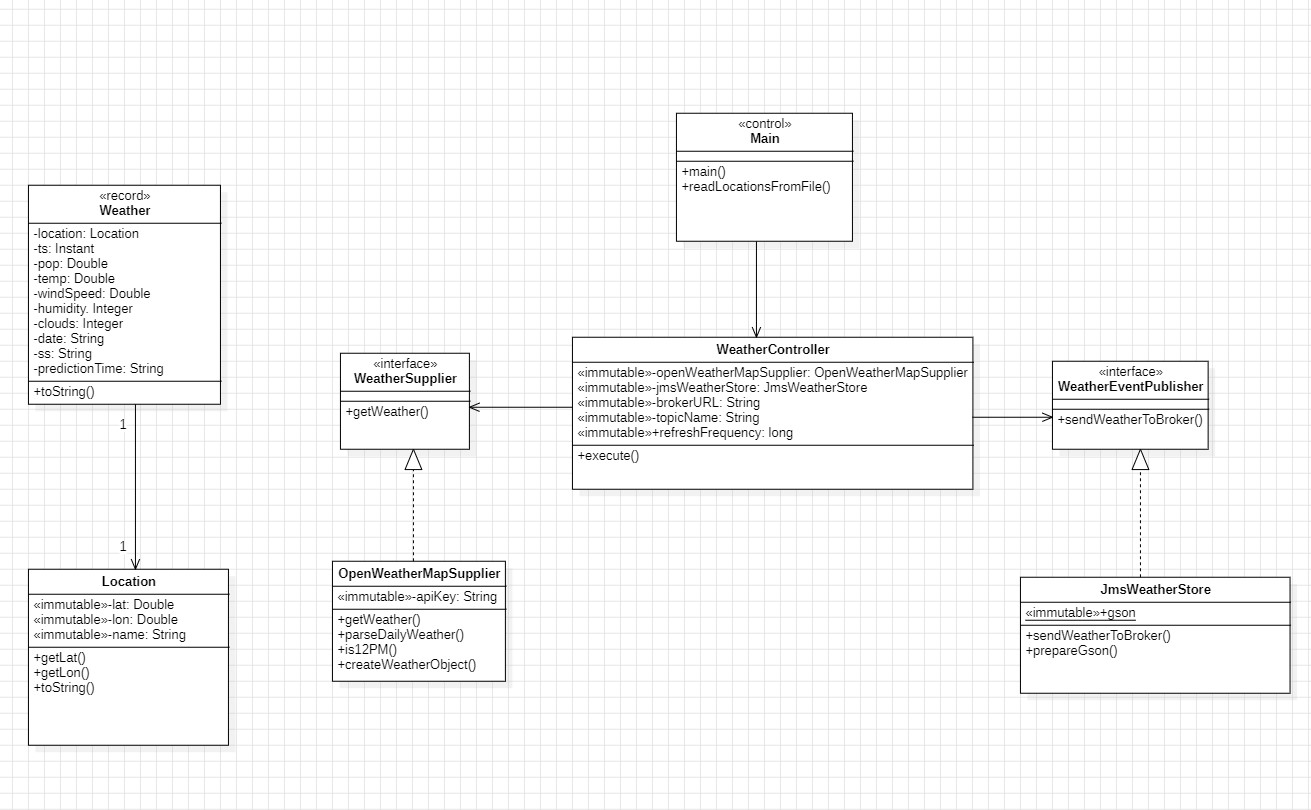 «control»
Main
+main()
+readLocationsFromFile()
«record»
Weather
-location: Location
-ts: Instant
-pop: Double
-temp: Double
-windSpeed: Double
-humidity. Integer
-clouds: Integer
-date: String
-ss: String
-predictionTime: String
+toString()
1
1
Location
«immutable»-lat: Double
«immutable»-lon: Double
«immutable»-name: String
+getLat()
+getLon()
+toString()
«interface»
WeatherSupplier
+getWeather()
OpenWeatherMapSupplier
«immutable»-apiKey: String
+getWeather()
+parseDailyWeather()
+is12PM()
+createWeatherObject()
WeatherController
«immutable»-openWeatherMapSupplier: OpenWeatherMapSupplier
«immutable»-jmsWeatherStore: JmsWeatherStore
«immutable»-brokerURL: String
«immutable»-topicName: String
«immutable»+refreshFrequency: long
+execute()
«interface»
WeatherEventPublisher
+sendWeatherToBroker()
JmsWeatherStore
«immutable»+gson
+sendWeatherToBroker()
+prepareGson()